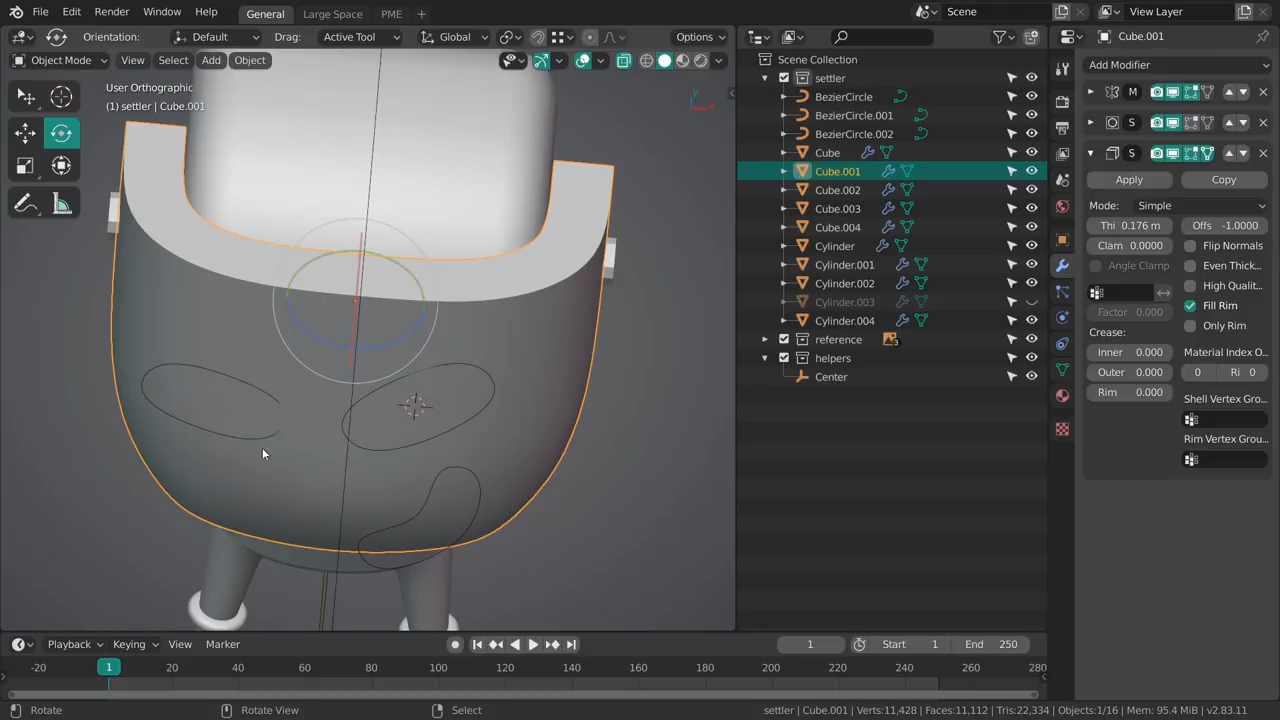 File Edit Render Window Help General Large Space PME + Scene View Layer
Orientation: Default Drag: Active Tool Global Options Cube.001
Object Mode View Select Add Object Scene Collection Add Modifier
User Orthographic
(1) settler | Cube.001
y
settler
BezierCircle
BezierCircle.001
BezierCircle.002
Cube
Cube.001
Cube.002
Cube.003
Cube.004
Cylinder
Cylinder.001
Cylinder.002
Cylinder.003
Cylinder.004
reference 3
helpers
Center
M
S
S
Apply Copy
Mode: Simple
Thi 0.176 m Offs -1.0000
Clam 0.0000 Flip Normals
Angle Clamp Even Thick...
High Qualit...
Factor 0.000 Fill Rim
Crease: Only Rim
Inner 0.000 Material Index O
Outer 0.000 0 Ri 0
Rim 0.000 Shell Vertex Gro...
Rim Vertex Grou...
Playback Keying View Marker 1 Start 1 End 250
-20 1 20 40 60 80 100 120 140 160 180 200 220 240 260 280
Rotate Rotate View Select settler | Cube.001 | Verts:11,428 | Faces:11,112 | Tris:22,334 | Objects:1/16 | Mem: 95.4 MiB | v2.83.11